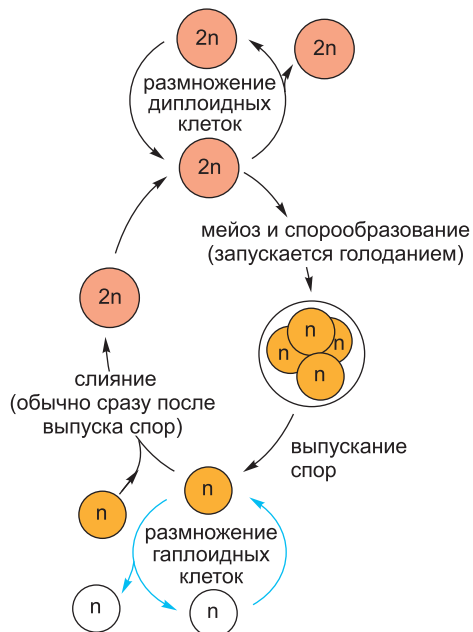 2n
2n
размножение
диплоидных
клеток
2n
мейоз и спорообразование
(запускается голоданием)
2n
n
n
n
n
слияние
(обычно сразу после
выпуска спор)
выпускание
спор
n
n
размножение
гаплоидных
клеток
n
n